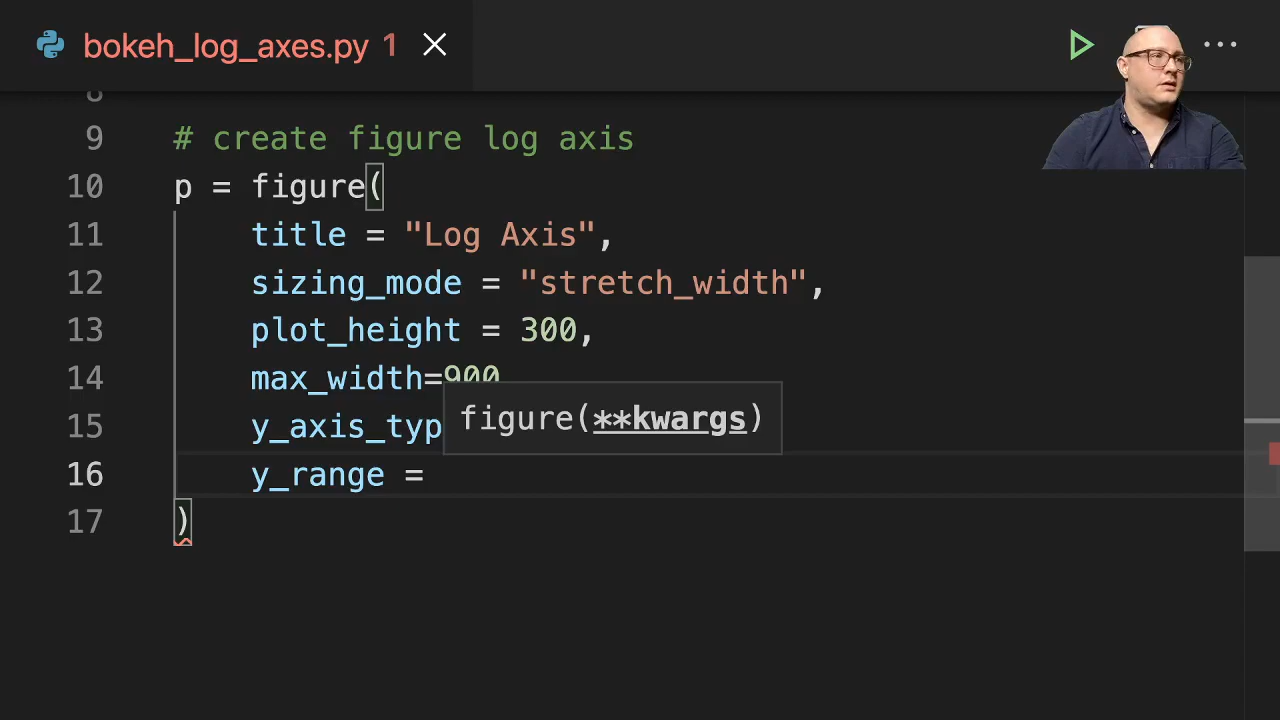 bokeh_log_axes.py 1
8
9 # create figure log axis
10 p = figure(
11 title = "Log Axis",
12 sizing_mode = "stretch_width",
13 plot_height = 300,
14 max_width=900
figure(**kwargs)
15 y_axis_typ
16 y_range =
17 )